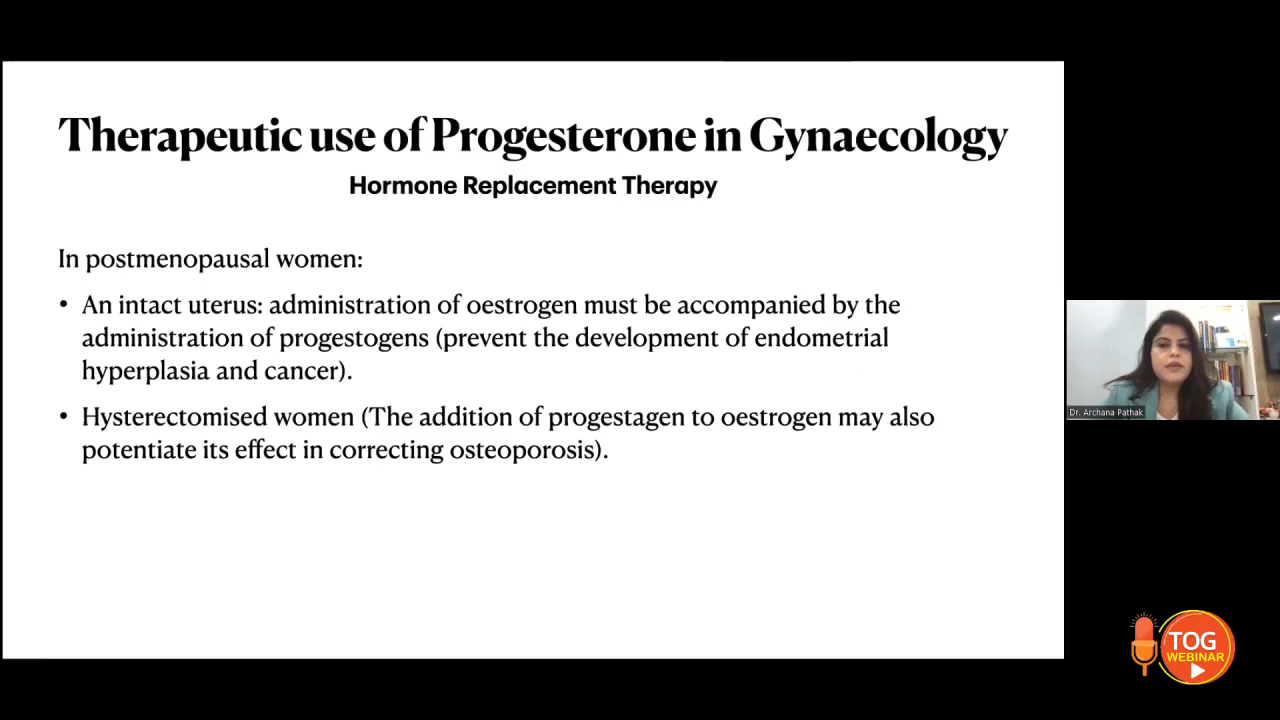 Therapeutic use of Progesterone in Gynaecology
Hormone Replacement Therapy
In postmenopausal women:
• An intact uterus: administration of oestrogen must be accompanied by the
administration of progestogens (prevent the development of endometrial
hyperplasia and cancer).
• Hysterectomised women (The addition of progestagen to oestrogen may also
potentiate its effect in correcting osteoporosis).
Dr. Archana Pathak
TOG
WEBINAR